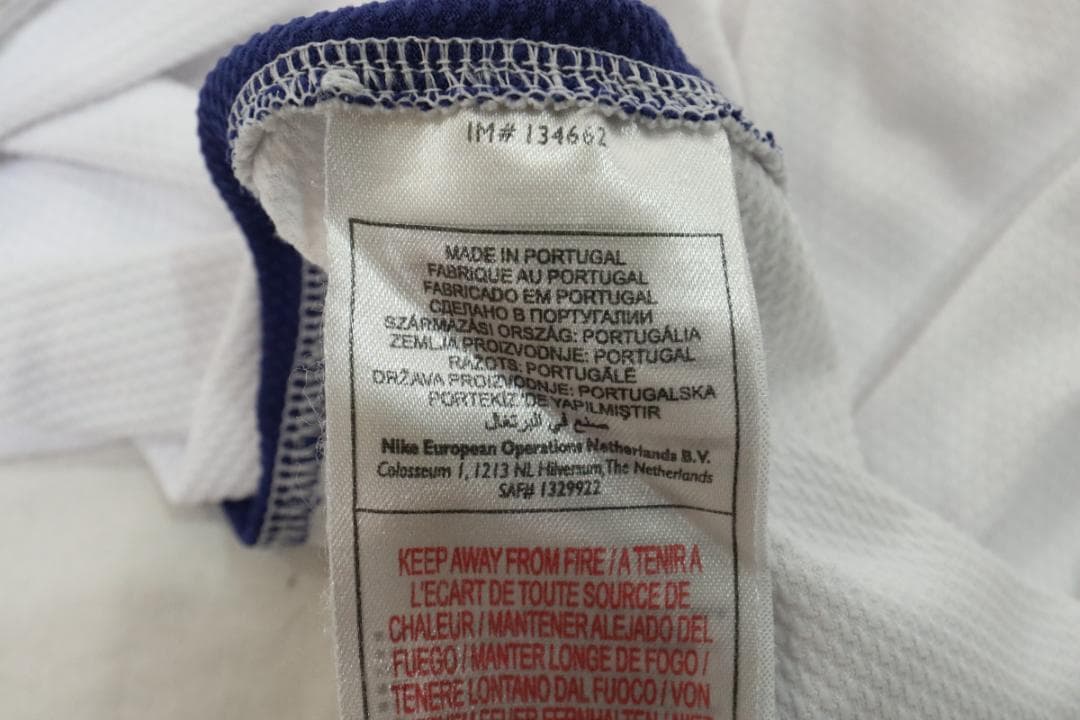 IM# 134662
MADE IN PORTUGAL
FABRIQUE AU PORTUGAL
FABRICADO EM PORTUGAL
СДЕЛАНО В ПОРТУГАЛИИ
SZÁRMAZÁSI ORSZÁG: PORTUGÁLIA
ZEMLJA PROIZVODNJE: PORTUGAL
RAŽOTS: PORTUGĀLE
DRŽAVA PROIZVODNJE: PORTUGALSKA
PORTEKİZ'DE YAPILMIŞTIR
صنع في البرتغال
Nike European Operations Netherlands B.V.
Colosseum 1, 1213 NL Hilversum, The Netherlands
SAF# 1329922
KEEP AWAY FROM FIRE / A TENIR A
L'ECART DE TOUTE SOURCE DE
CHALEUR / MANTENER ALEJADO DEL
FUEGO / MANTER LONGE DE FOGO /
TENERE LONTANO DAL FUOCO / VON